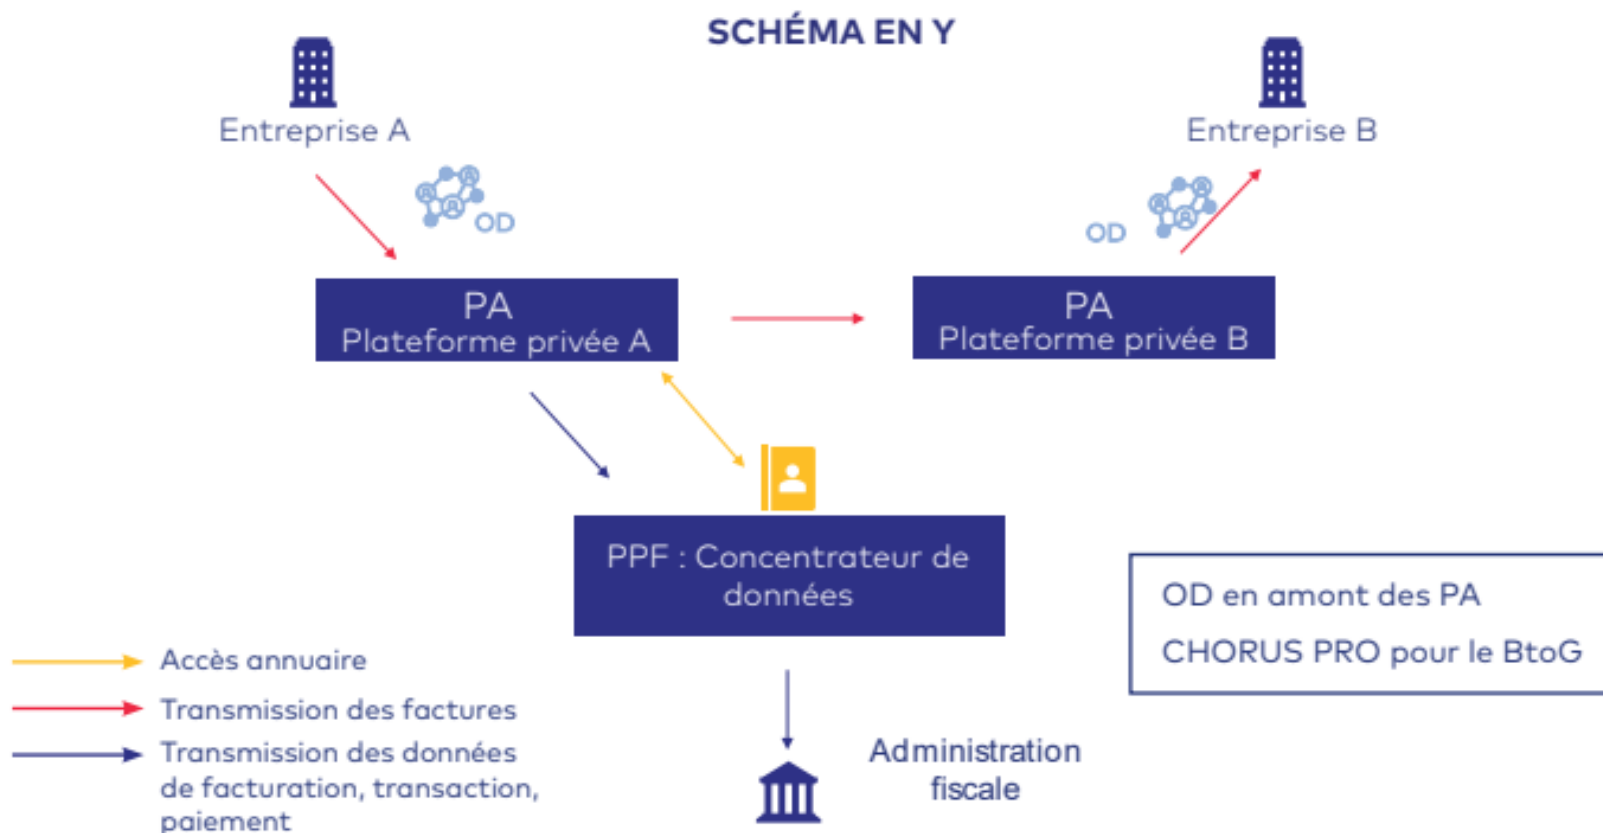 SCHÉMA EN Y
Entreprise A
Entreprise B
OD
OD
PA
Plateforme privée A
PA
Plateforme privée B
PPF : Concentrateur de
données
OD en amont des PA
CHORUS PRO pour le BtoG
Accès annuaire
Transmission des factures
Transmission des données
de facturation, transaction,
paiement
Administration
fiscale